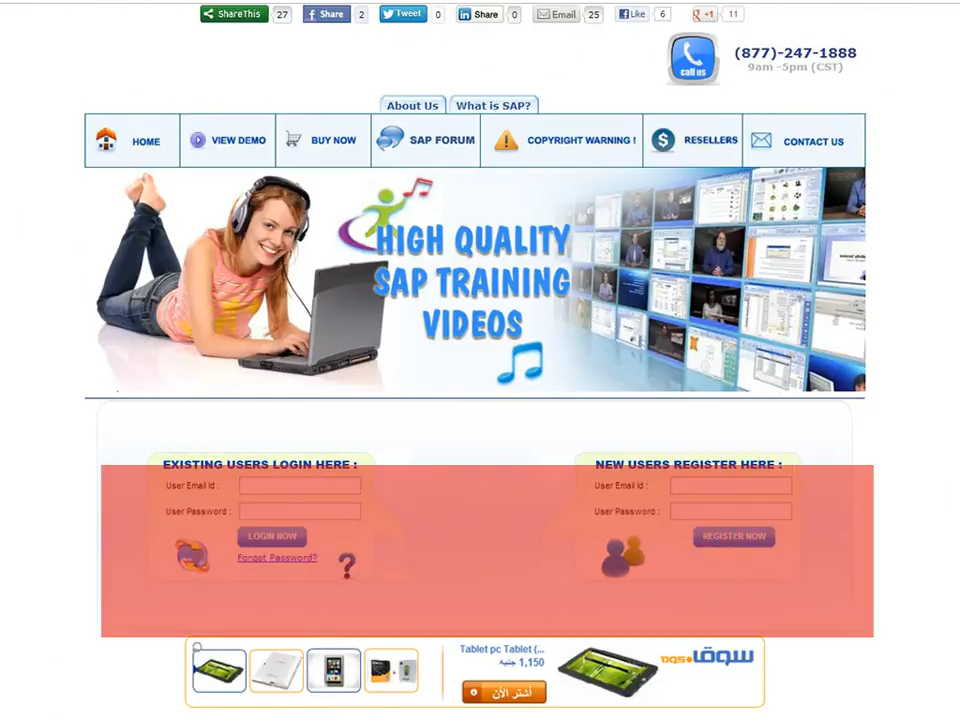 ShareThis 27 Share 2 Tweet 0 Share 0 Email 25 Like 6 +1 11
(877)-247-1888
call us
9am -5pm (CST)
About Us What is SAP?
HOME VIEW DEMO BUY NOW SAP FORUM COPYRIGHT WARNING ! RESELLERS CONTACT US
HIGH QUALITY
SAP TRAINING
VIDEOS
EXISTING USERS LOGIN HERE : NEW USERS REGISTER HERE :
User Email Id : User Email Id :
User Password : User Password :
LOGIN NOW REGISTER NOW
Forgot Password?
Tablet pc Tablet (...
1,150 جنيه
أشتر الأن
سوق.com